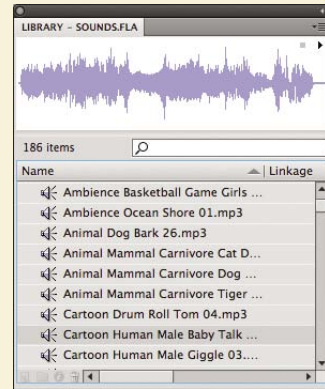 LIBRARY – SOUNDS.FLA
186 items
Name Linkage
Ambience Basketball Game Girls ...
Ambience Ocean Shore 01.mp3
Animal Dog Bark 26.mp3
Animal Mammal Carnivore Cat D...
Animal Mammal Carnivore Dog ...
Animal Mammal Carnivore Tiger ...
Cartoon Drum Roll Tom 04.mp3
Cartoon Human Male Baby Talk ...
Cartoon Human Male Giggle 03....